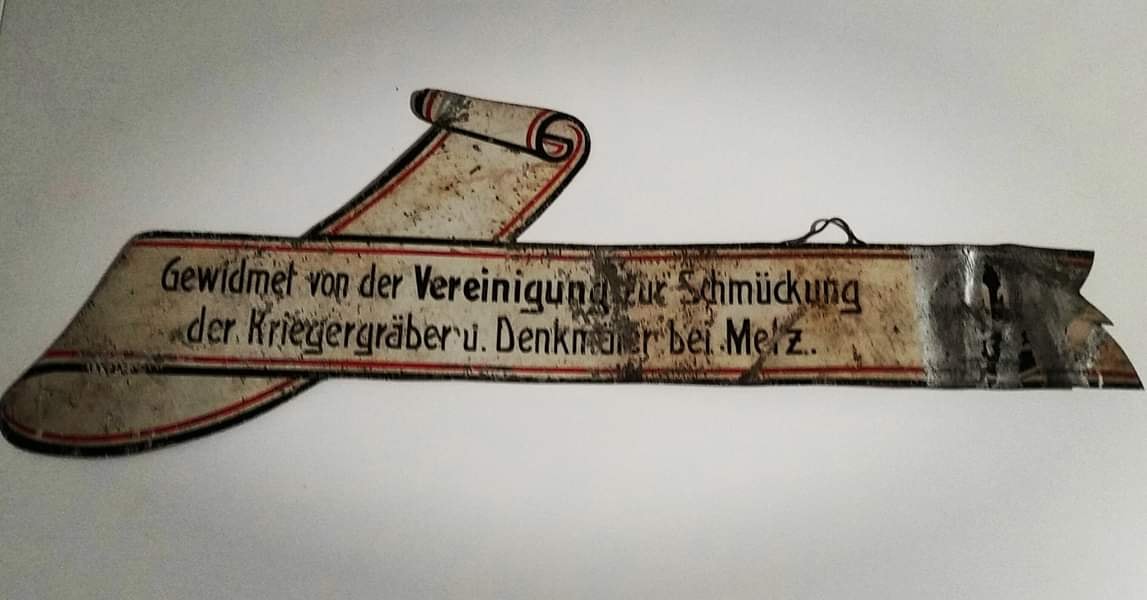 Gewidmet von der Vereinigung zur Schmückung
der Kriegergräber u. Denkmäler bei Metz.